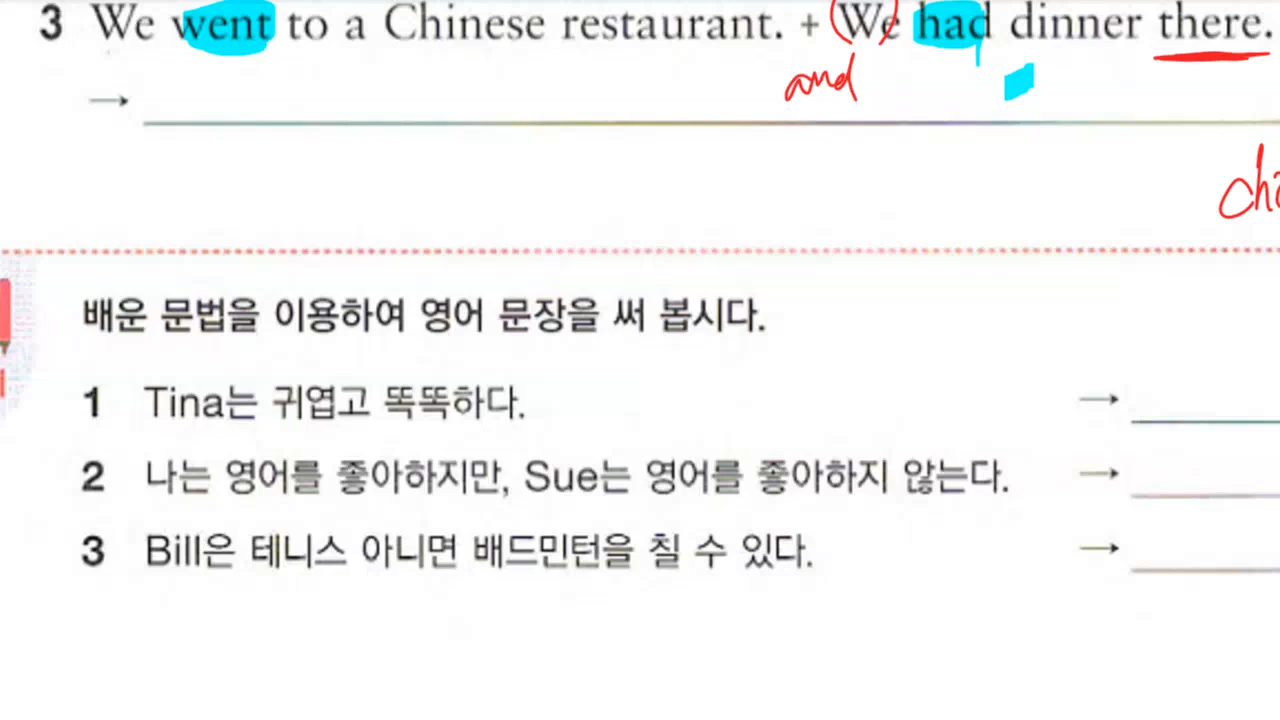 3 We went to a Chinese restaurant. + (We) had dinner there.
and
→
배운 문법을 이용하여 영어 문장을 써 봅시다.
1 Tina는 귀엽고 똑똑하다. →
2 나는 영어를 좋아하지만, Sue는 영어를 좋아하지 않는다. →
3 Bill은 테니스 아니면 배드민턴을 칠 수 있다. →